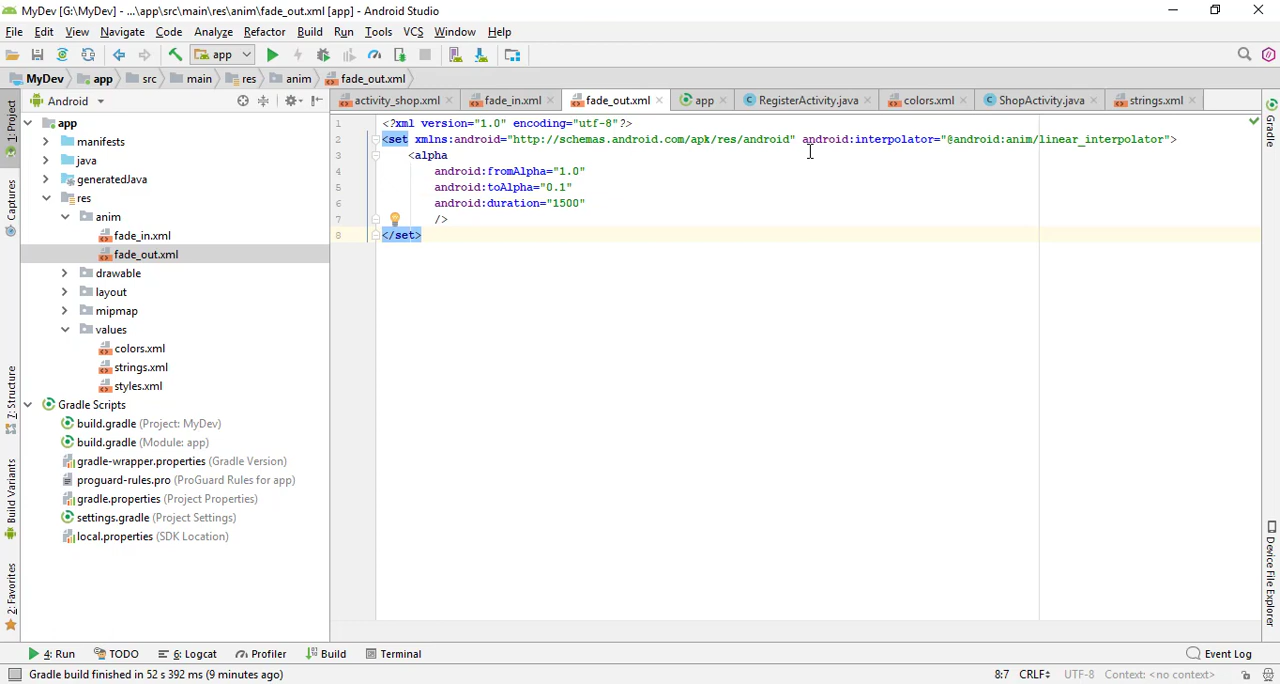 MyDev [G:\MyDev] - ...\app\src\main\res\anim\fade_out.xml [app] - Android Studio
File Edit View Navigate Code Analyze Refactor Build Run Tools VCS Window Help
app
MyDev app src main res anim fade_out.xml
Android
activity_shop.xml fade_in.xml fade_out.xml app RegisterActivity.java colors.xml ShopActivity.java strings.xml
1: Project
Captures
7: Structure
Build Variants
2: Favorites
app
manifests
java
generatedJava
res
anim
fade_in.xml
fade_out.xml
drawable
layout
mipmap
values
colors.xml
strings.xml
styles.xml
Gradle Scripts
build.gradle (Project: MyDev)
build.gradle (Module: app)
gradle-wrapper.properties (Gradle Version)
proguard-rules.pro (ProGuard Rules for app)
gradle.properties (Project Properties)
settings.gradle (Project Settings)
local.properties (SDK Location)
1 <?xml version="1.0" encoding="utf-8"?>
2 <set xmlns:android="http://schemas.android.com/apk/res/android" android:interpolator="@android:anim/linear_interpolator">
3 <alpha
4 android:fromAlpha="1.0"
5 android:toAlpha="0.1"
6 android:duration="1500"
7 />
8 </set>
Gradle
Device File Explorer
4: Run TODO 6: Logcat Profiler Build Terminal Event Log
Gradle build finished in 52 s 392 ms (9 minutes ago) 8:7 CRLF UTF-8 Context: <no context>